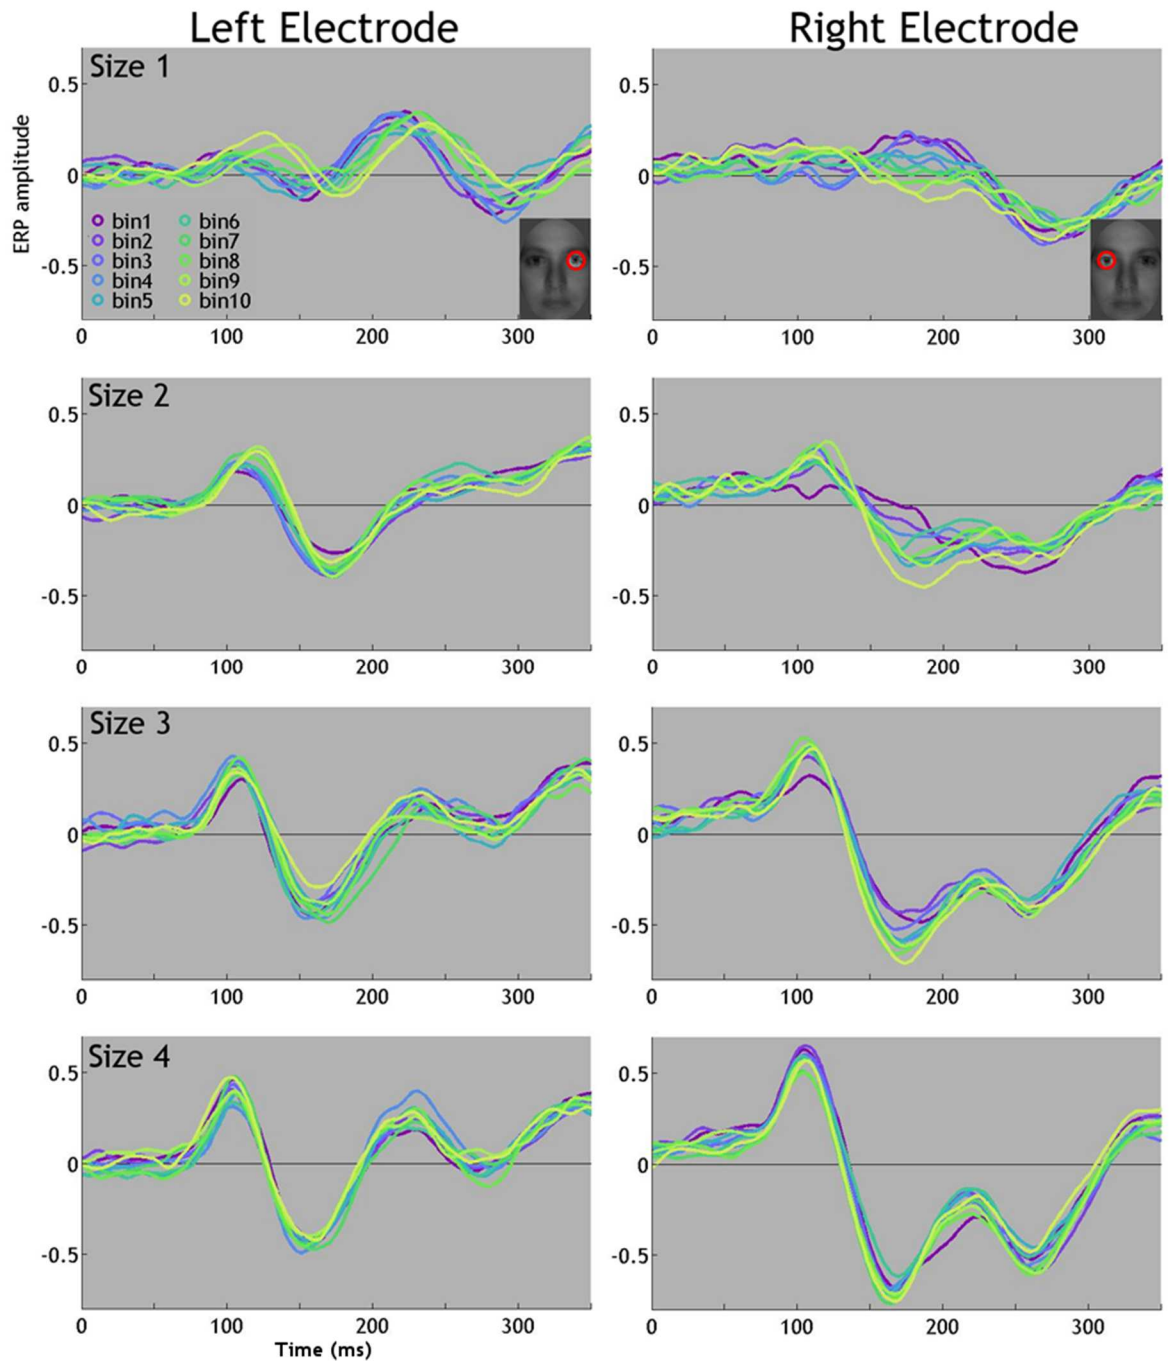 Left Electrode
Right Electrode
Size 1
0.5
0
-0.5
ERP amplitude
bin1
bin2
bin3
bin4
bin5
bin6
bin7
bin8
bin9
bin10
0 100 200 300
0.5
0
-0.5
0 100 200 300
Size 2
0.5
0
-0.5
0 100 200 300
0.5
0
-0.5
0 100 200 300
Size 3
0.5
0
-0.5
0 100 200 300
0.5
0
-0.5
0 100 200 300
Size 4
0.5
0
-0.5
0 100 200 300
Time (ms)
0.5
0
-0.5
0 100 200 300